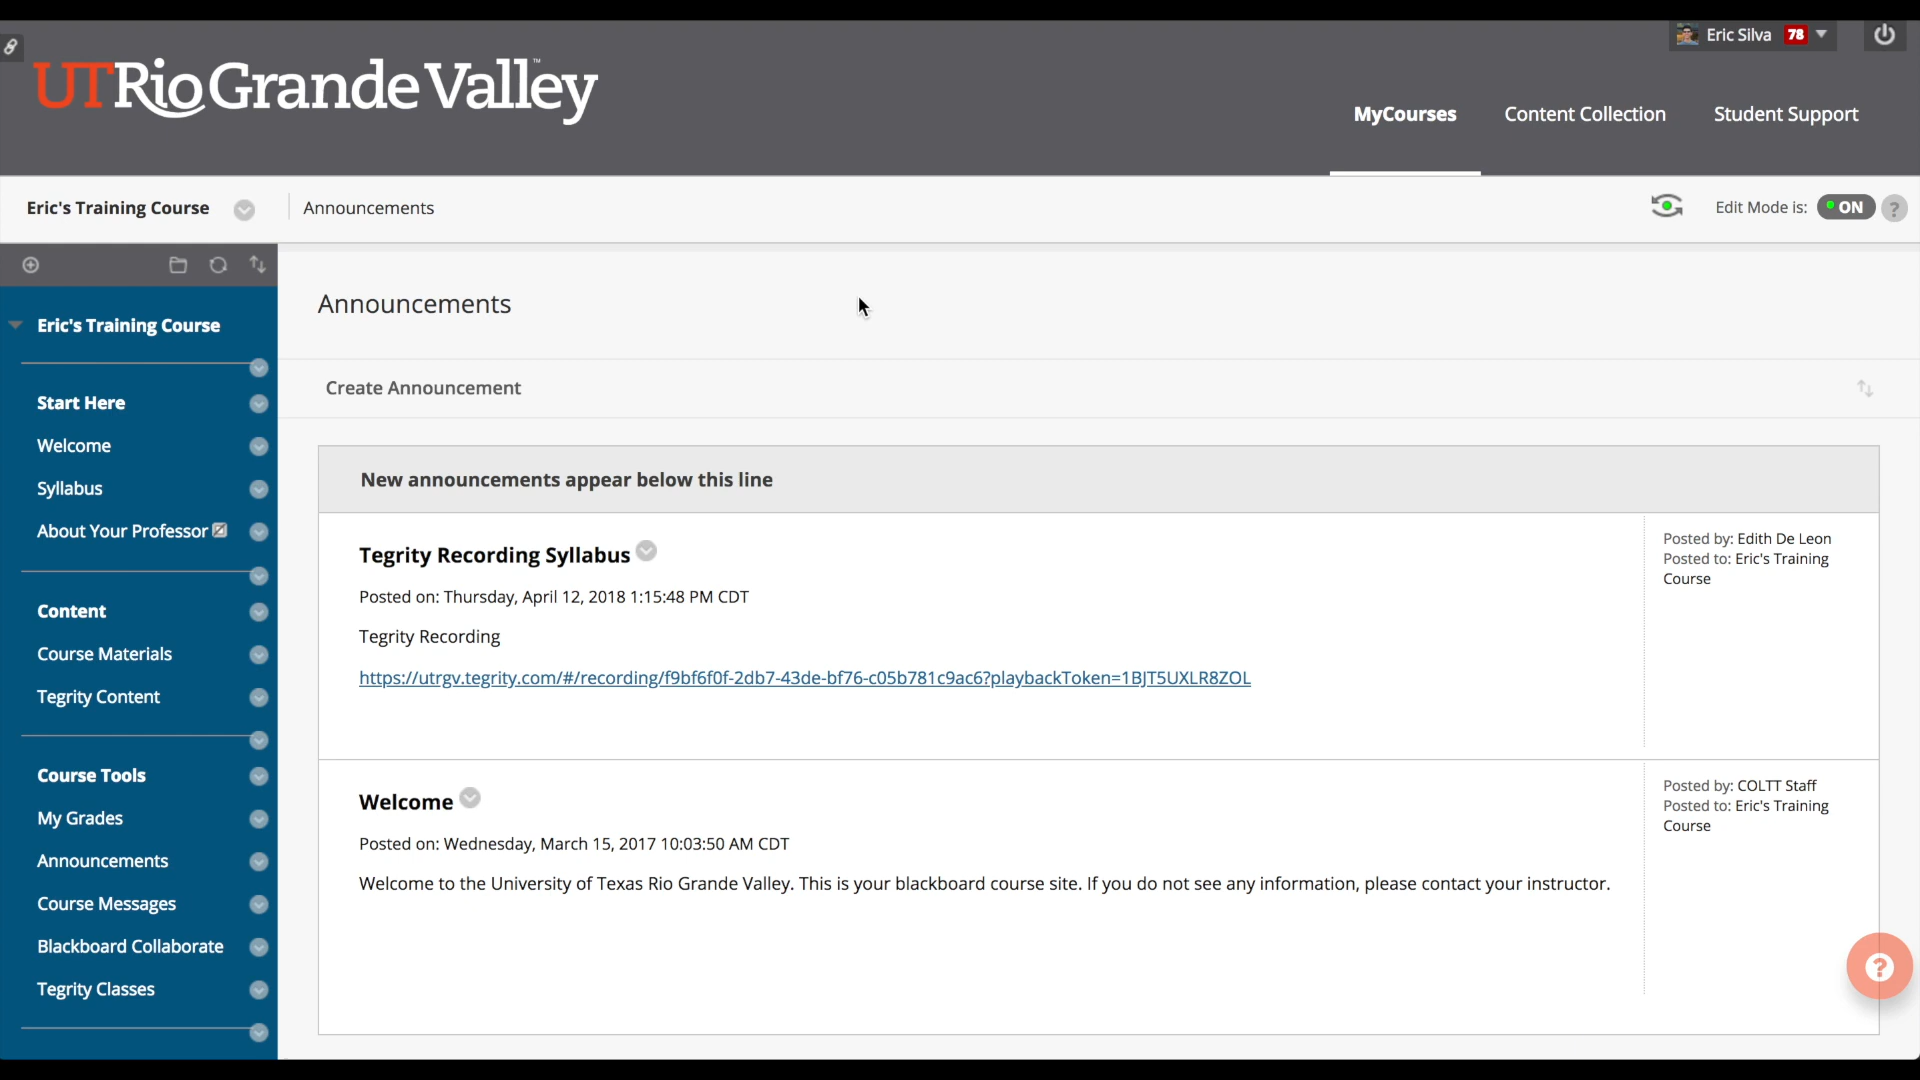 Eric Silva 78
UTRioGrandeValley™
MyCourses Content Collection Student Support
Eric's Training Course Announcements Edit Mode is: ON ?
Eric's Training Course
Start Here
Welcome
Syllabus
About Your Professor
Content
Course Materials
Tegrity Content
Course Tools
My Grades
Announcements
Course Messages
Blackboard Collaborate
Tegrity Classes
Announcements
Create Announcement
New announcements appear below this line
Tegrity Recording Syllabus
Posted on: Thursday, April 12, 2018 1:15:48 PM CDT
Tegrity Recording
https://utrgv.tegrity.com/#/recording/f9bf6f0f-2db7-43de-bf76-c05b781c9ac6?playbackToken=1BJT5UXLR8ZOL
Posted by: Edith De Leon
Posted to: Eric's Training
Course
Welcome
Posted on: Wednesday, March 15, 2017 10:03:50 AM CDT
Welcome to the University of Texas Rio Grande Valley. This is your blackboard course site. If you do not see any information, please contact your instructor.
Posted by: COLTT Staff
Posted to: Eric's Training
Course
?